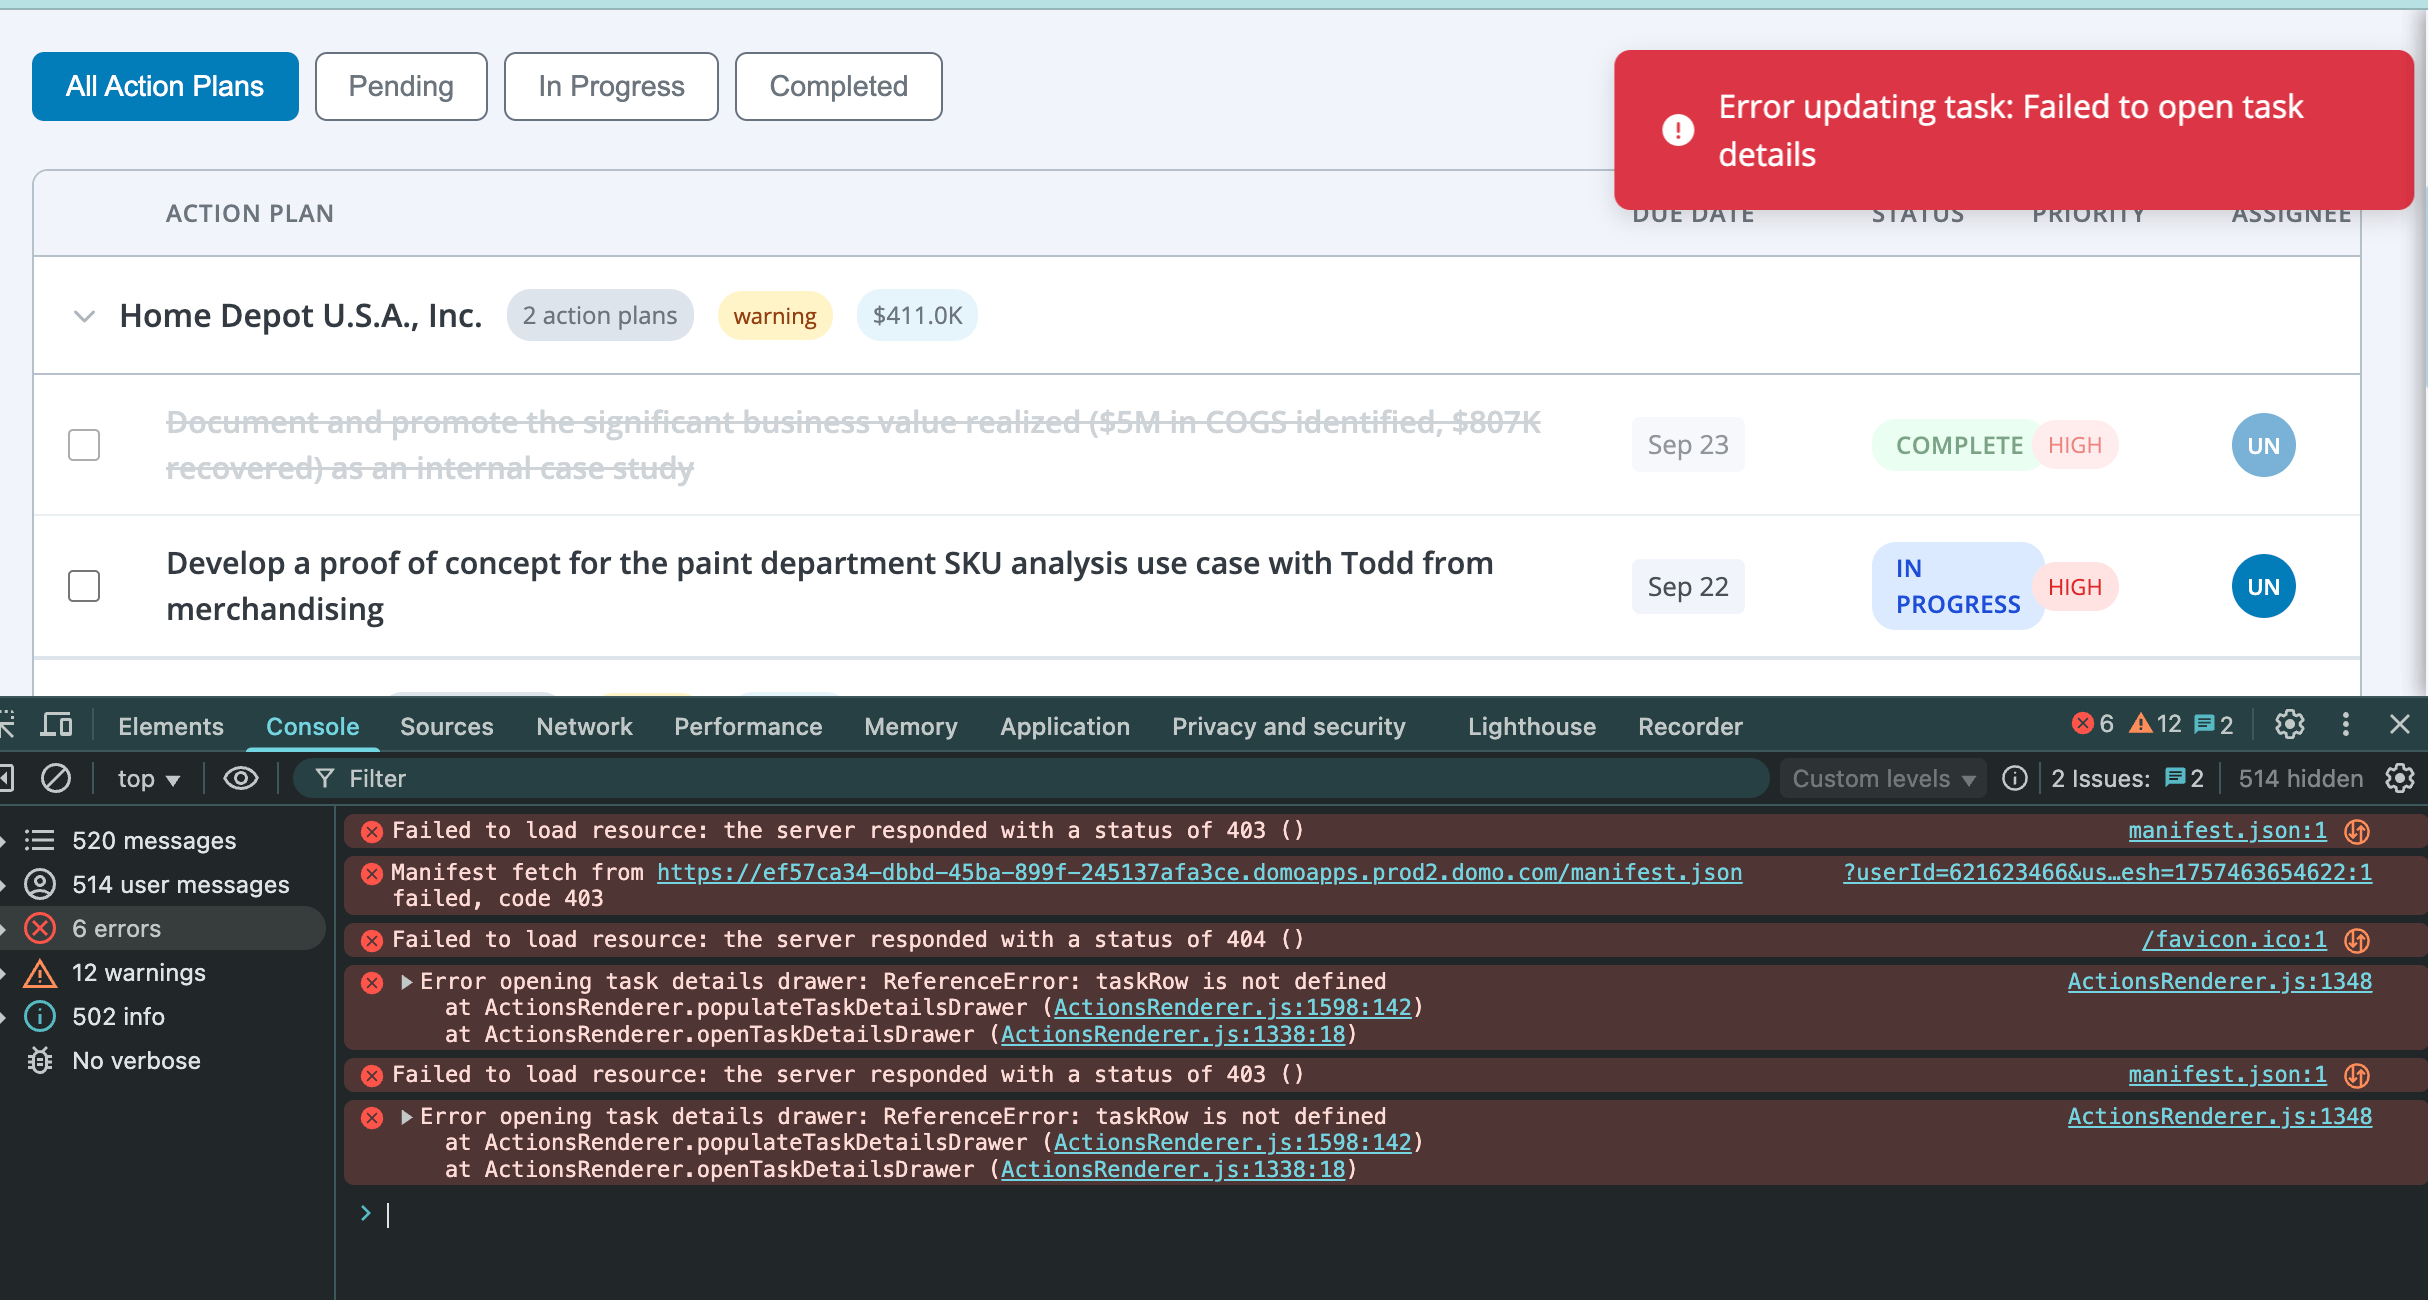 All Action Plans
Pending
In Progress
Completed
Error updating task: Failed to open task
details
ACTION PLAN
DUE DATE
STATUS
PRIORITY
ASSIGNEE
Home Depot U.S.A., Inc.
2 action plans
warning
$411.0K
Document and promote the significant business value realized ($5M in COGS identified, $807K
recovered) as an internal case study
Sep 23
COMPLETE
HIGH
UN
Develop a proof of concept for the paint department SKU analysis use case with Todd from
merchandising
Sep 22
IN
PROGRESS
HIGH
UN
Elements
Console
Sources
Network
Performance
Memory
Application
Privacy and security
Lighthouse
Recorder
6
12
2
top
Filter
Custom levels
2 Issues:
2
514 hidden
520 messages
514 user messages
6 errors
12 warnings
502 info
No verbose
Failed to load resource: the server responded with a status of 403 ()
manifest.json:1
Manifest fetch from https://ef57ca34-dbbd-45ba-899f-245137afa3ce.domoapps.prod2.domo.com/manifest.json
?userId=621623466&us…esh=1757463654622:1
failed, code 403
Failed to load resource: the server responded with a status of 404 ()
/favicon.ico:1
Error opening task details drawer: ReferenceError: taskRow is not defined
ActionsRenderer.js:1348
at ActionsRenderer.populateTaskDetailsDrawer (ActionsRenderer.js:1598:142)
at ActionsRenderer.openTaskDetailsDrawer (ActionsRenderer.js:1338:18)
Failed to load resource: the server responded with a status of 403 ()
manifest.json:1
Error opening task details drawer: ReferenceError: taskRow is not defined
ActionsRenderer.js:1348
at ActionsRenderer.populateTaskDetailsDrawer (ActionsRenderer.js:1598:142)
at ActionsRenderer.openTaskDetailsDrawer (ActionsRenderer.js:1338:18)